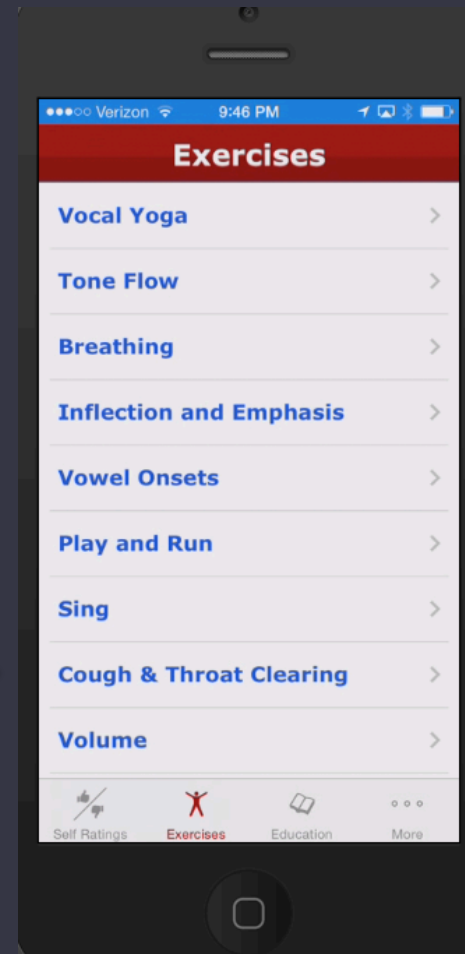 Verizon 9:46 PM
Exercises
Vocal Yoga
Tone Flow
Breathing
Inflection and Emphasis
Vowel Onsets
Play and Run
Sing
Cough & Throat Clearing
Volume
Self Ratings Exercises Education More